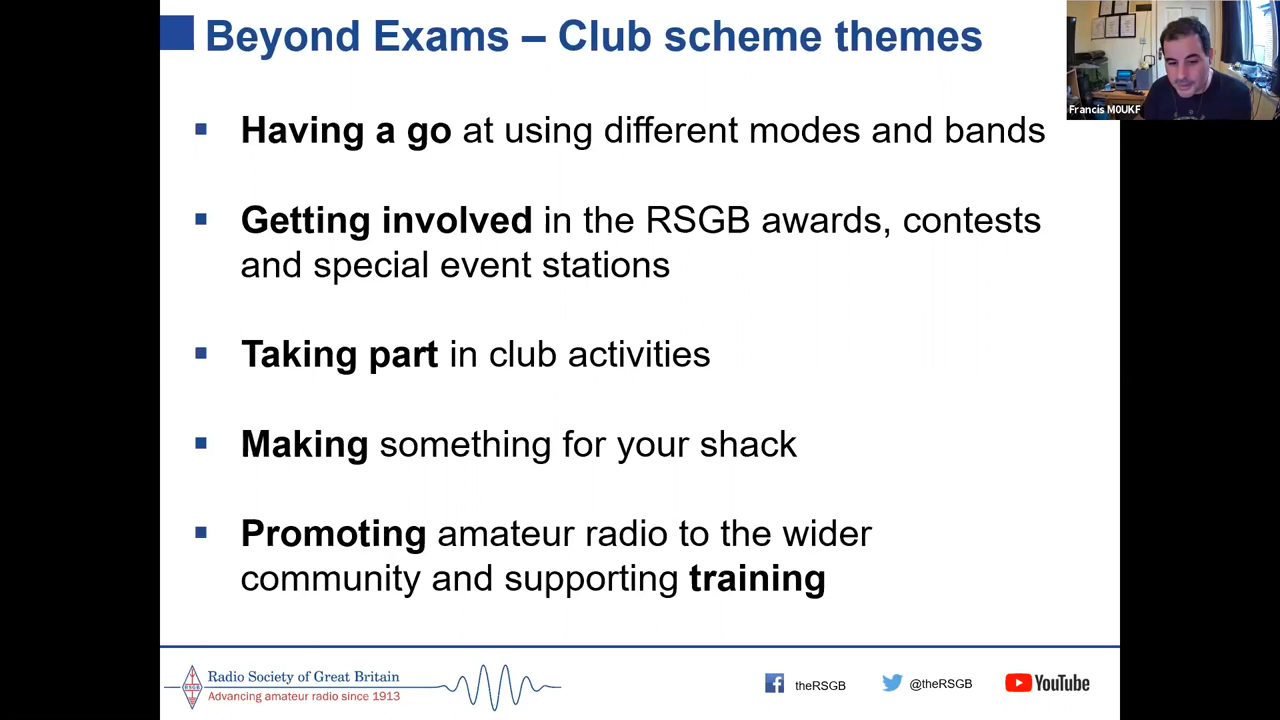 Beyond Exams – Club scheme themes
Francis M0UKF
Having a go at using different modes and bands
Getting involved in the RSGB awards, contests
and special event stations
Taking part in club activities
Making something for your shack
Promoting amateur radio to the wider
community and supporting training
RSGB
Radio Society of Great Britain
Advancing amateur radio since 1913
theRSGB
@theRSGB
YouTube